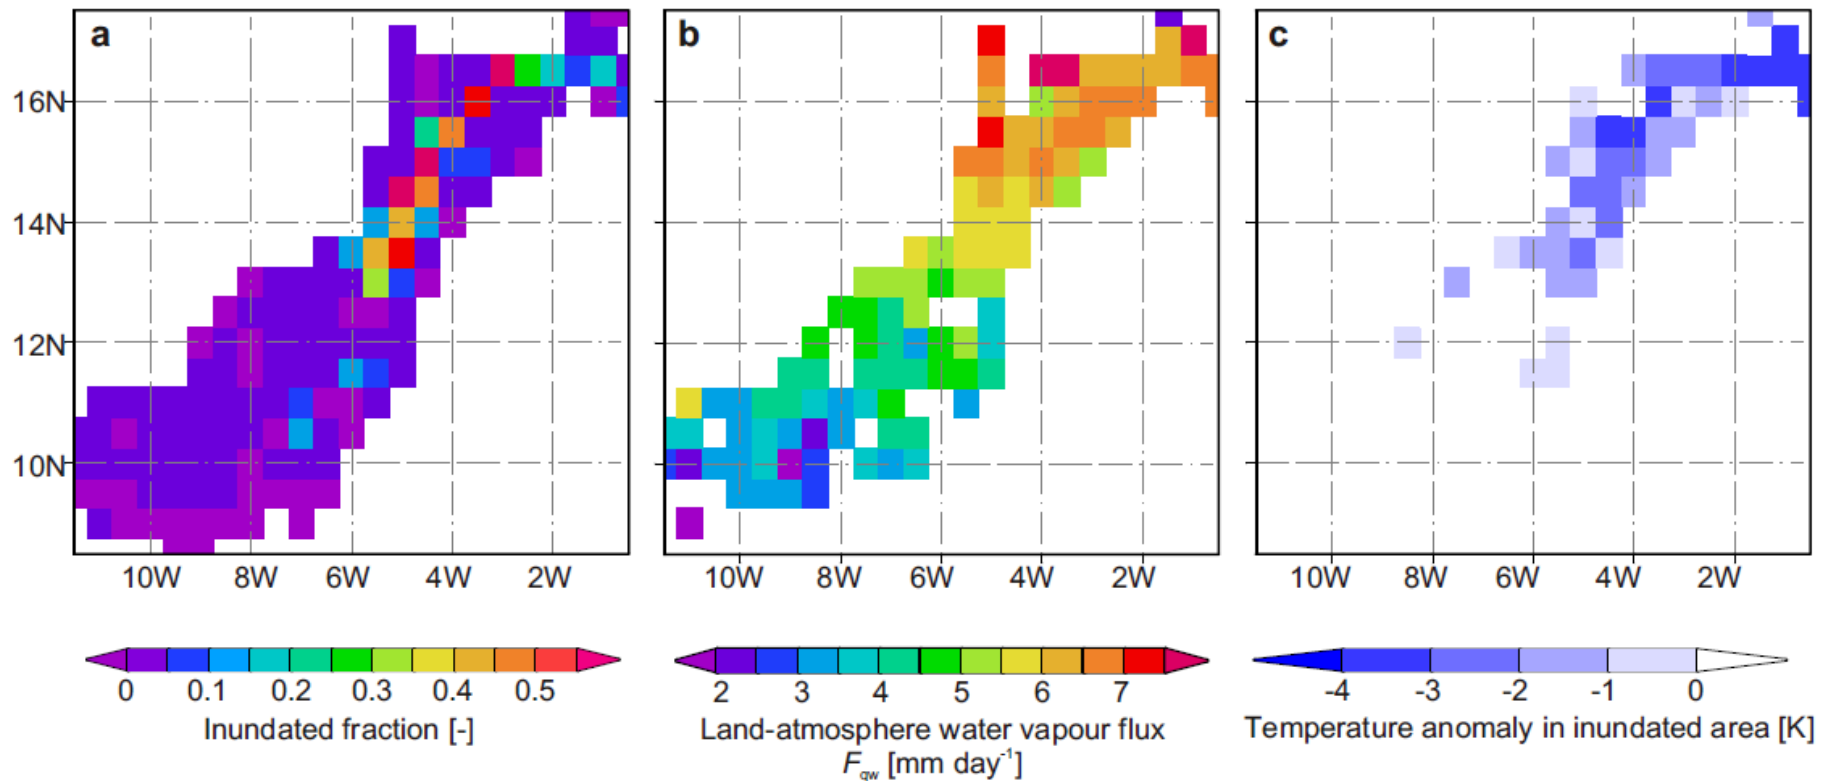 a b c
16N
14N
12N
10N
10W 8W 6W 4W 2W 10W 8W 6W 4W 2W 10W 8W 6W 4W 2W
0 0.1 0.2 0.3 0.4 0.5 2 3 4 5 6 7 -4 -3 -2 -1 0
Inundated fraction [-] Land-atmosphere water vapour flux Temperature anomaly in inundated area [K]
Fqw [mm day-1]